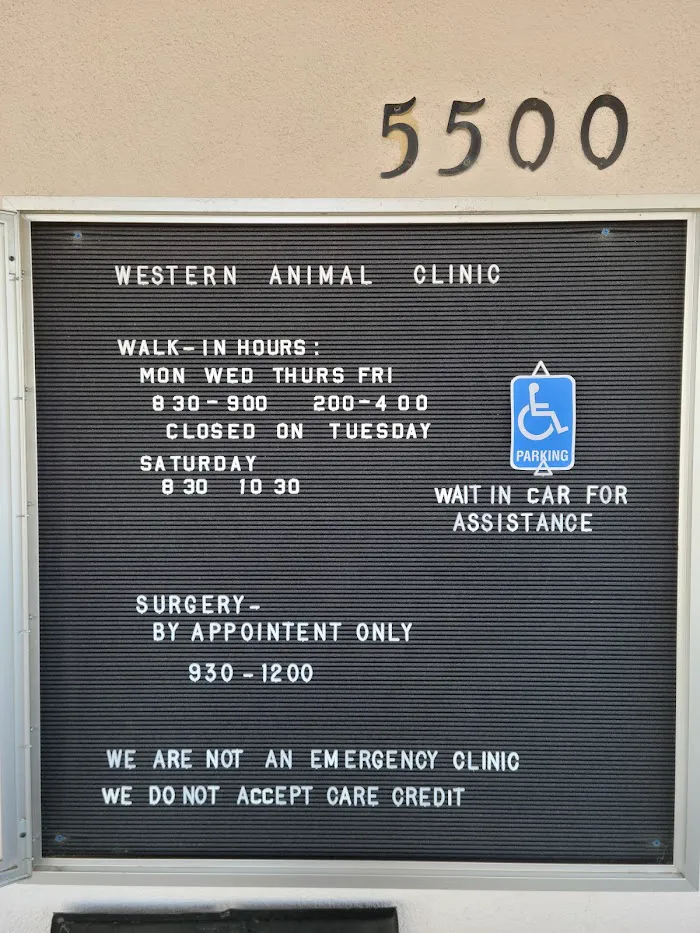 5500
WESTERN ANIMAL CLINIC
WALK-IN HOURS:
MON WED THURS FRI
830-900 200-400
CLOSED ON TUESDAY
SATURDAY
830 1030
PARKING
WAIT IN CAR FOR
ASSISTANCE
SURGERY-
BY APPOINTENT ONLY
930-1200
WE ARE NOT AN EMERGENCY CLINIC
WE DO NOT ACCEPT CARE CREDIT